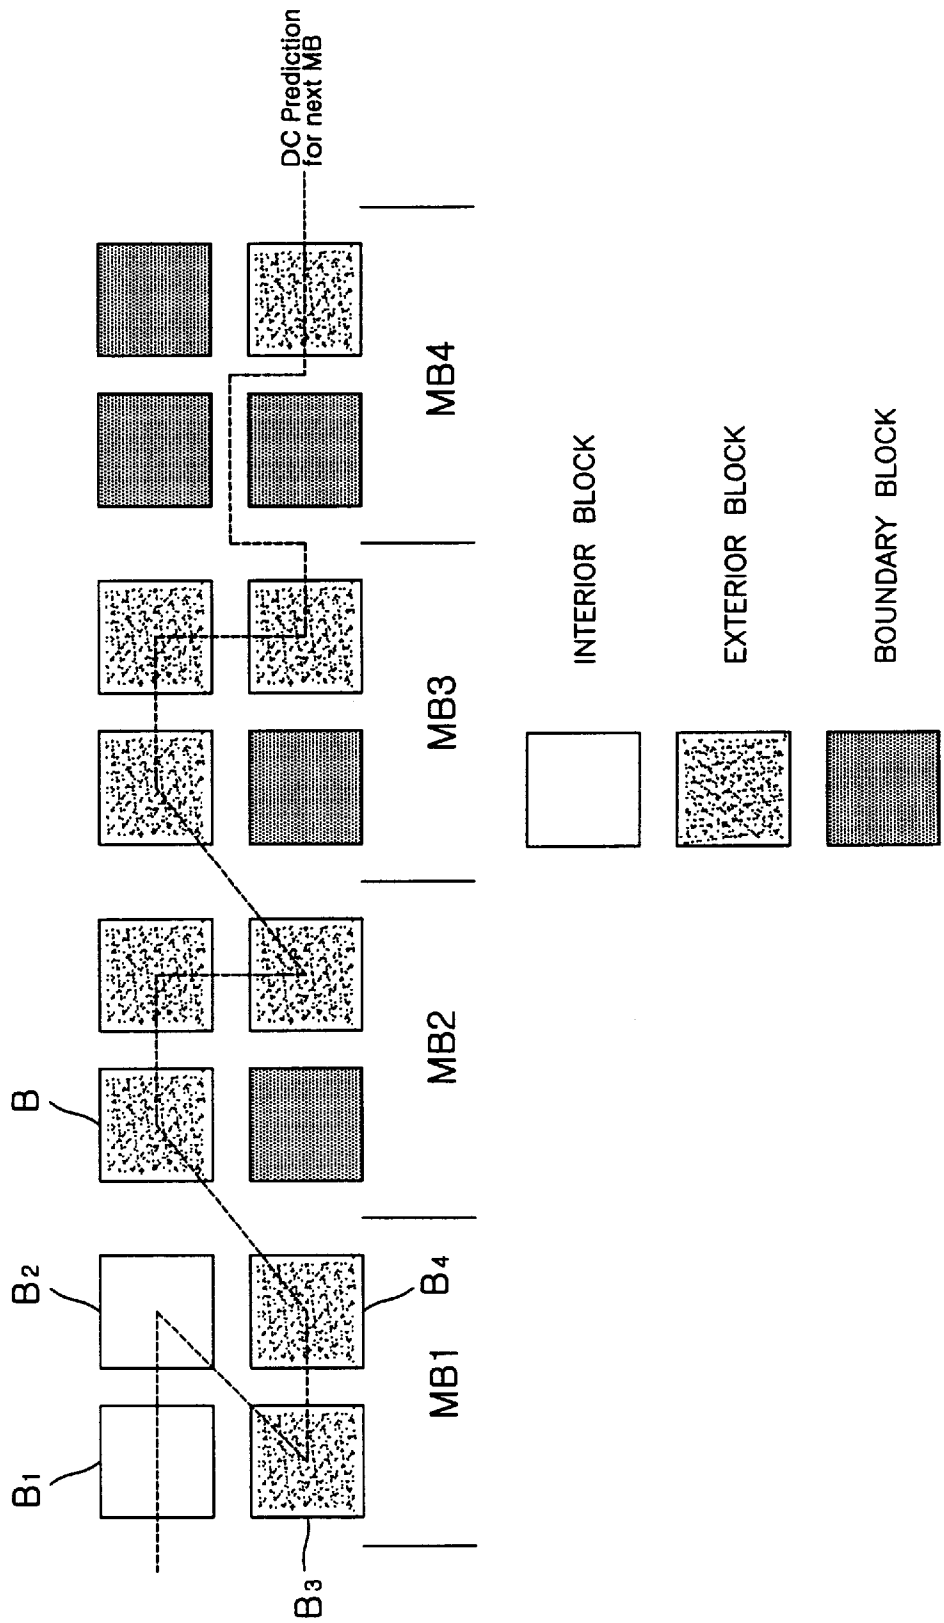 B1
B2
B
B3
B4
DC Prediction
for next MB
MB1
MB2
MB3
MB4
INTERIOR BLOCK
EXTERIOR BLOCK
BOUNDARY BLOCK